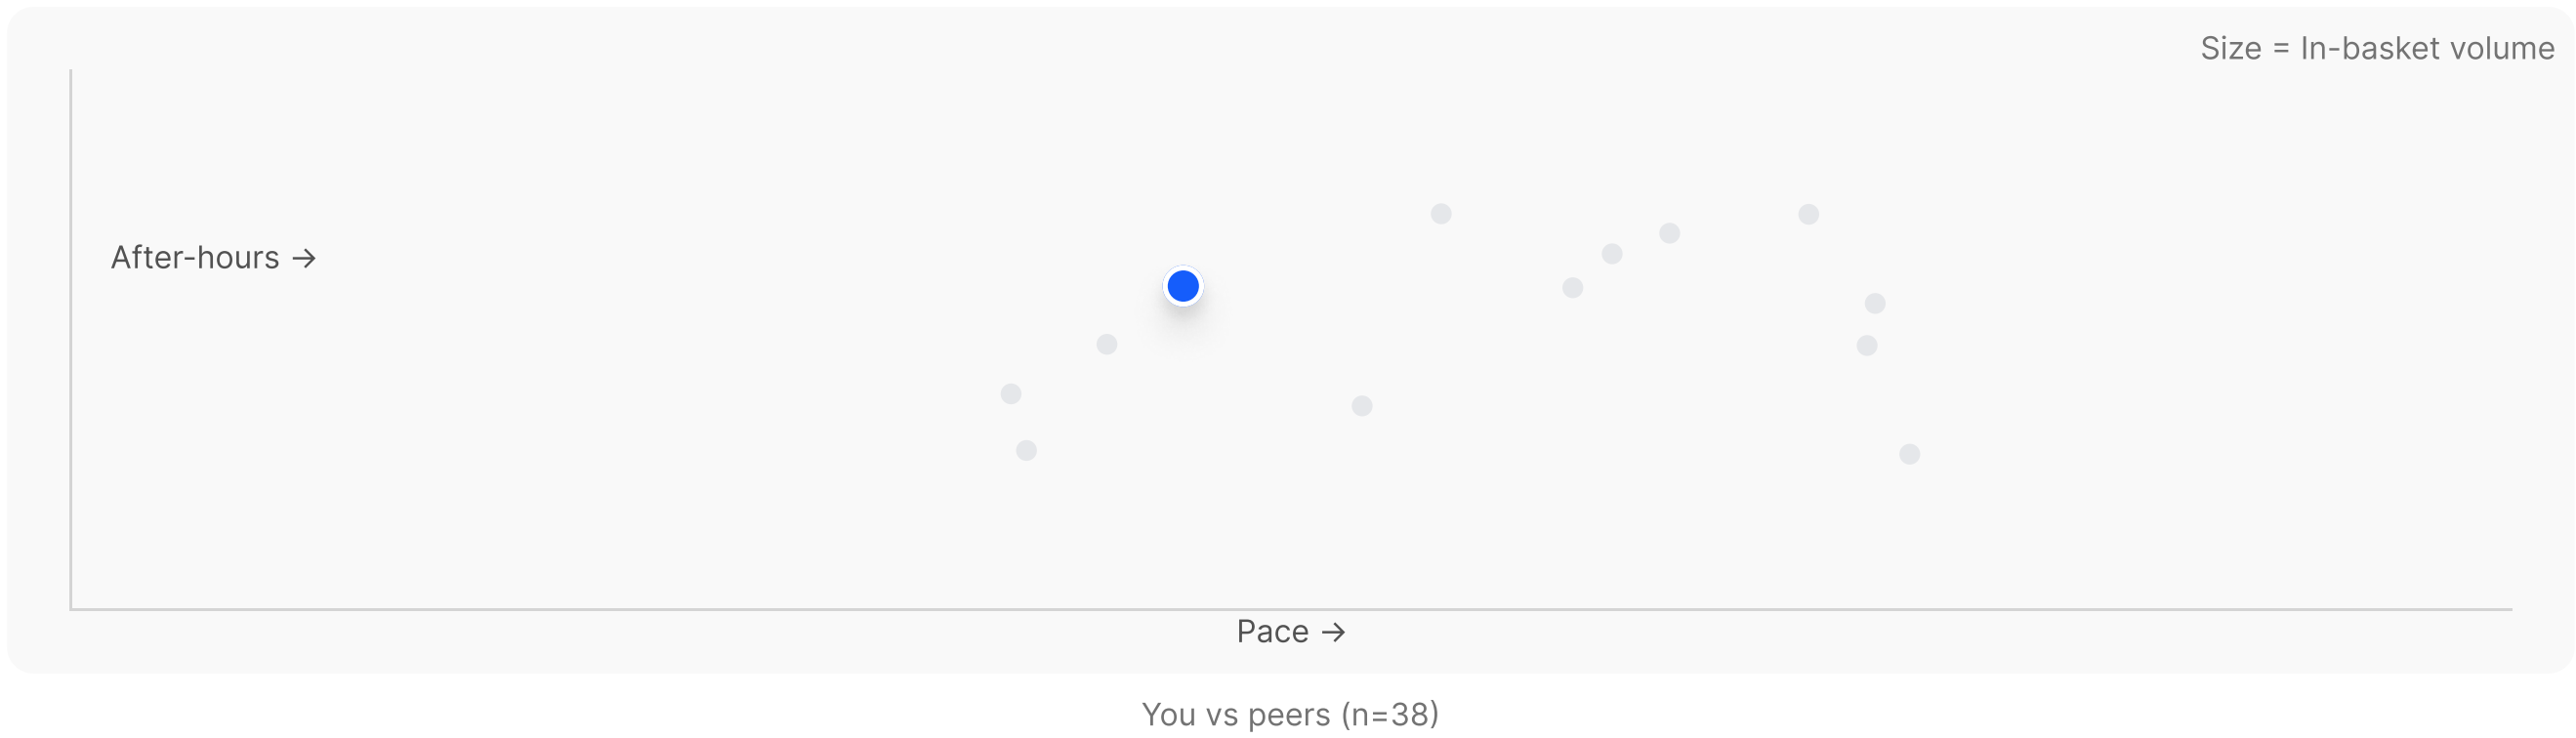 Size = In-basket volume
After-hours →
Pace →
You vs peers (n=38)